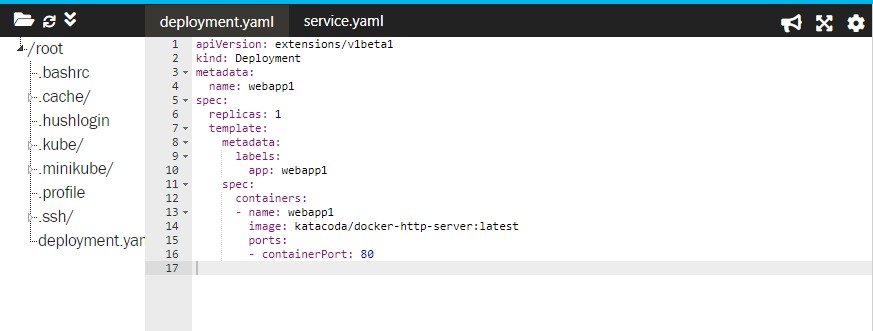 deployment.yaml service.yaml
/root
.bashrc
.cache/
.hushlogin
.kube/
.minikube/
.profile
.ssh/
deployment.yar
1 apiVersion: extensions/v1beta1
2 kind: Deployment
3 metadata:
4   name: webapp1
5 spec:
6   replicas: 1
7   template:
8     metadata:
9       labels:
10         app: webapp1
11     spec:
12       containers:
13       - name: webapp1
14         image: katacoda/docker-http-server:latest
15         ports:
16         - containerPort: 80
17